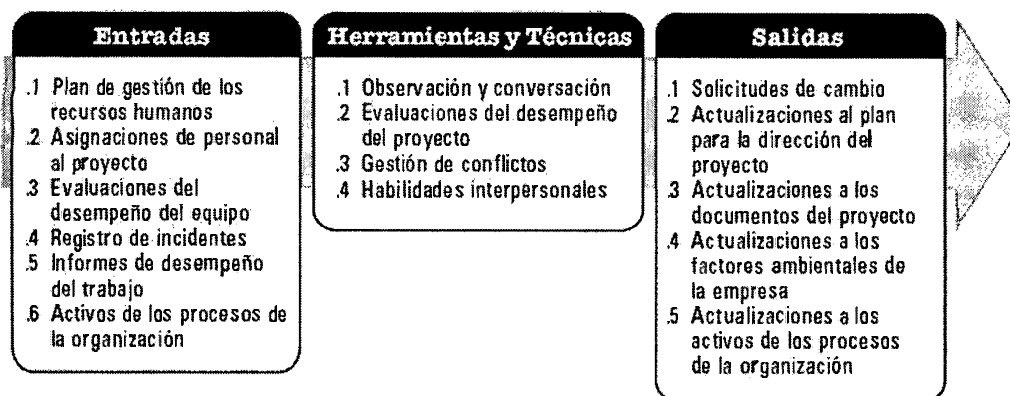 Entradas
.1 Plan de gestión de los
recursos humanos
.2 Asignaciones de personal
al proyecto
.3 Evaluaciones del
desempeño del equipo
.4 Registro de incidentes
.5 Informes de desempeño
del trabajo
.6 Activos de los procesos de
la organización
Herramientas y Técnicas
.1 Observación y conversación
.2 Evaluaciones del desempeño
del proyecto
.3 Gestión de conflictos
.4 Habilidades interpersonales
Salidas
.1 Solicitudes de cambio
.2 Actualizaciones al plan
para la dirección del
proyecto
.3 Actualizaciones a los
documentos del proyecto
.4 Actualizaciones a los
factores ambientales de
la empresa
.5 Actualizaciones a los
activos de los procesos
de la organización